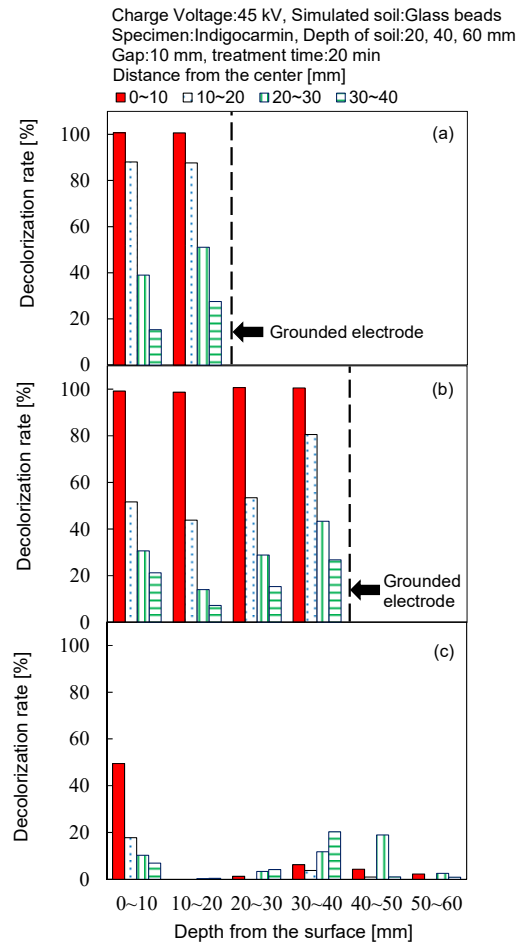 Charge Voltage:45 kV, Simulated soil:Glass beads
Specimen:Indigocarmin, Depth of soil:20, 40, 60 mm
Gap:10 mm, treatment time:20 min
Distance from the center [mm]
0~10 10~20 20~30 30~40
Decolorization rate [%]
100
80
60
40
20
0
(a)
Grounded electrode
Decolorization rate [%]
100
80
60
40
20
0
(b)
Grounded
electrode
Decolorization rate [%]
100
80
60
40
20
0
(c)
0~10 10~20 20~30 30~40 40~50 50~60
Depth from the surface [mm]